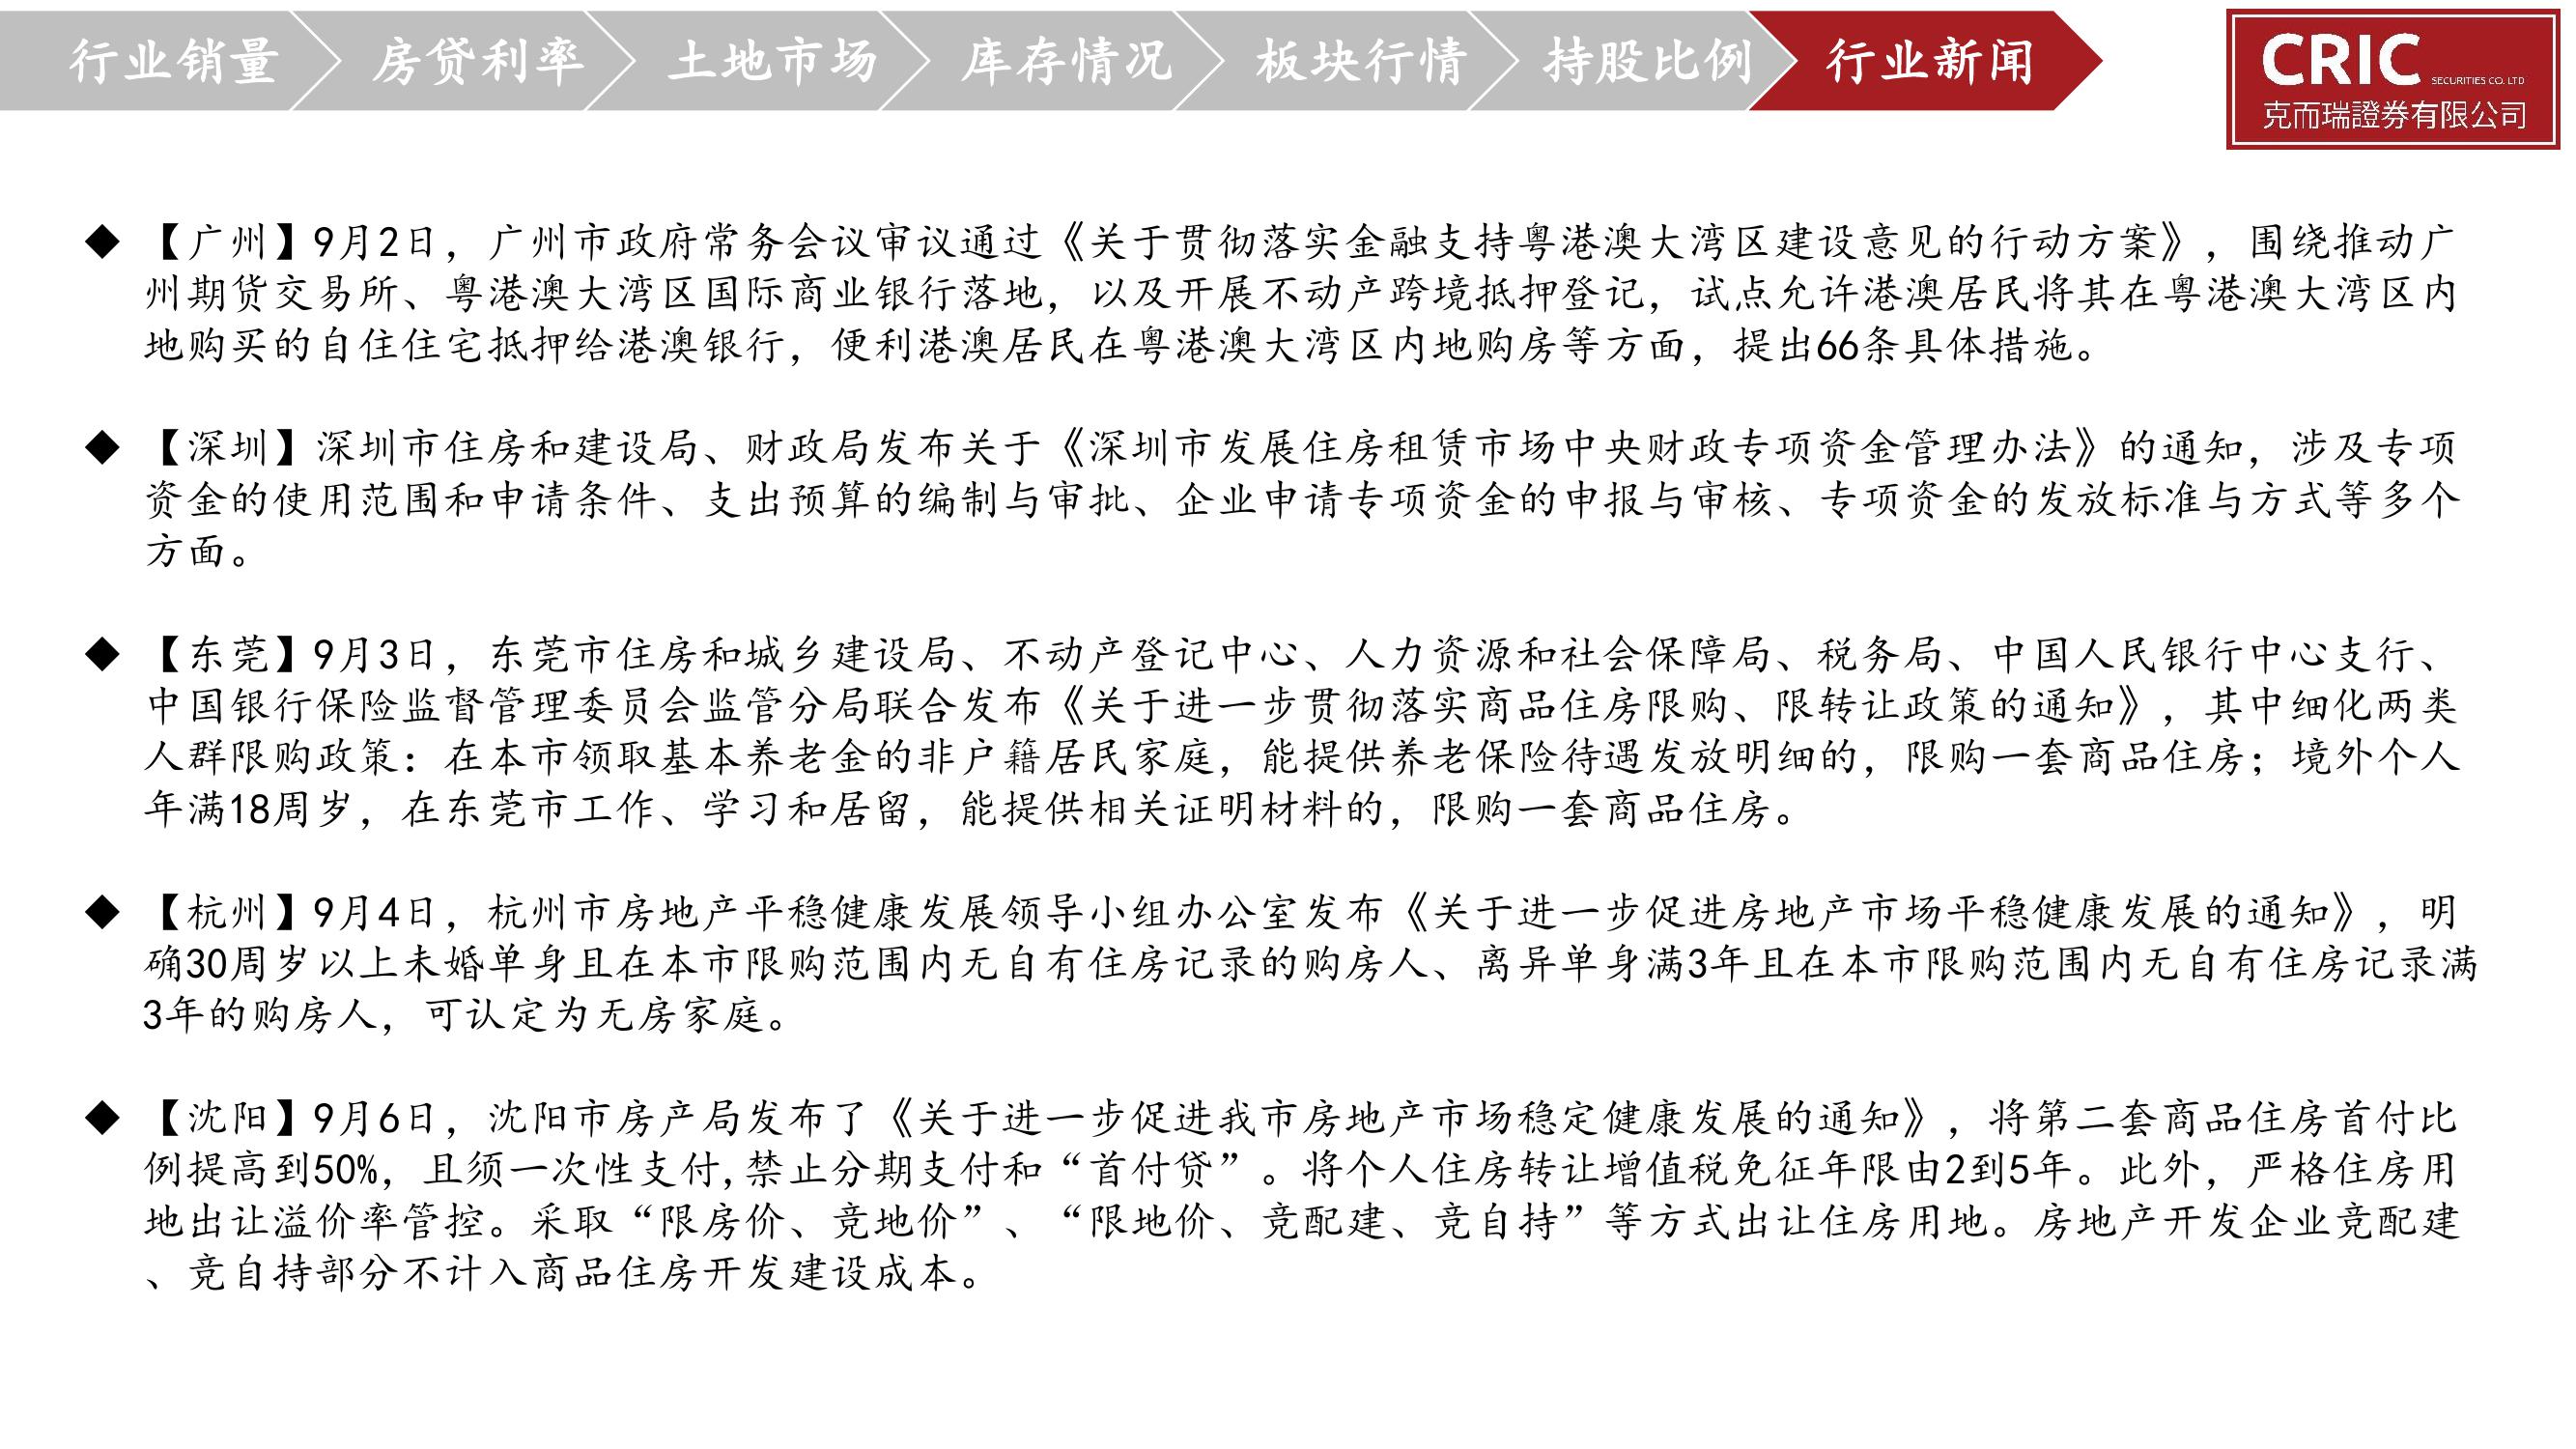 行业销量
房贷利率
土地市场
库存情况
板块行情
持股比例
行业新闻
CRIC SECURITIES CO. LTD
克而瑞證券有限公司
◆ 【广州】9月2日，广州市政府常务会议审议通过《关于贯彻落实金融支持粤港澳大湾区建设意见的行动方案》，围绕推动广
州期货交易所、粤港澳大湾区国际商业银行落地，以及开展不动产跨境抵押登记，试点允许港澳居民将其在粤港澳大湾区内
地购买的自住住宅抵押给港澳银行，便利港澳居民在粤港澳大湾区内地购房等方面，提出66条具体措施。
◆ 【深圳】深圳市住房和建设局、财政局发布关于《深圳市发展住房租赁市场中央财政专项资金管理办法》的通知，涉及专项
资金的使用范围和申请条件、支出预算的编制与审批、企业申请专项资金的申报与审核、专项资金的发放标准与方式等多个
方面。
◆ 【东莞】9月3日，东莞市住房和城乡建设局、不动产登记中心、人力资源和社会保障局、税务局、中国人民银行中心支行、
中国银行保险监督管理委员会监管分局联合发布《关于进一步贯彻落实商品住房限购、限转让政策的通知》，其中细化两类
人群限购政策：在本市领取基本养老金的非户籍居民家庭，能提供养老保险待遇发放明细的，限购一套商品住房；境外个人
年满18周岁，在东莞市工作、学习和居留，能提供相关证明材料的，限购一套商品住房。
◆ 【杭州】9月4日，杭州市房地产平稳健康发展领导小组办公室发布《关于进一步促进房地产市场平稳健康发展的通知》，明
确30周岁以上未婚单身且在本市限购范围内无自有住房记录的购房人、离异单身满3年且在本市限购范围内无自有住房记录满
3年的购房人，可认定为无房家庭。
◆ 【沈阳】9月6日，沈阳市房产局发布了《关于进一步促进我市房地产市场稳定健康发展的通知》，将第二套商品住房首付比
例提高到50%，且须一次性支付,禁止分期支付和“首付贷”。将个人住房转让增值税免征年限由2到5年。此外，严格住房用
地出让溢价率管控。采取“限房价、竞地价”、“限地价、竞配建、竞自持”等方式出让住房用地。房地产开发企业竞配建
、竞自持部分不计入商品住房开发建设成本。